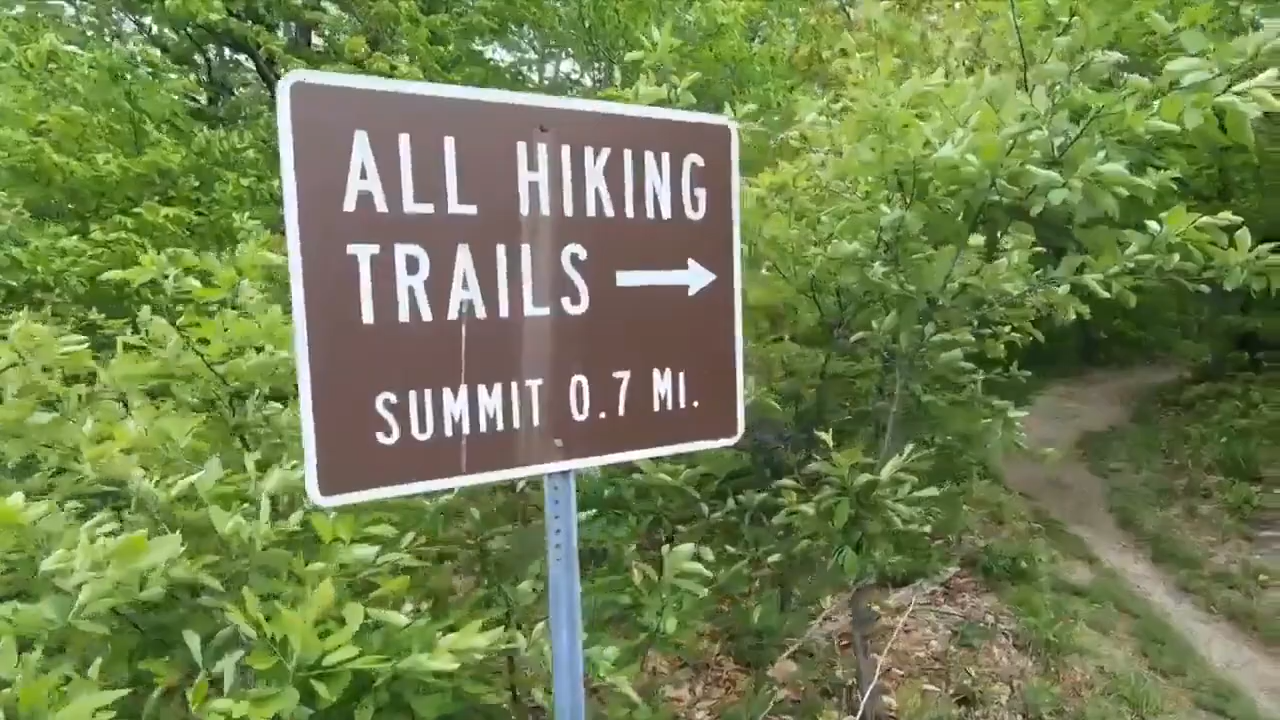 ALL HIKING
TRAILS →
SUMMIT 0.7 MI.